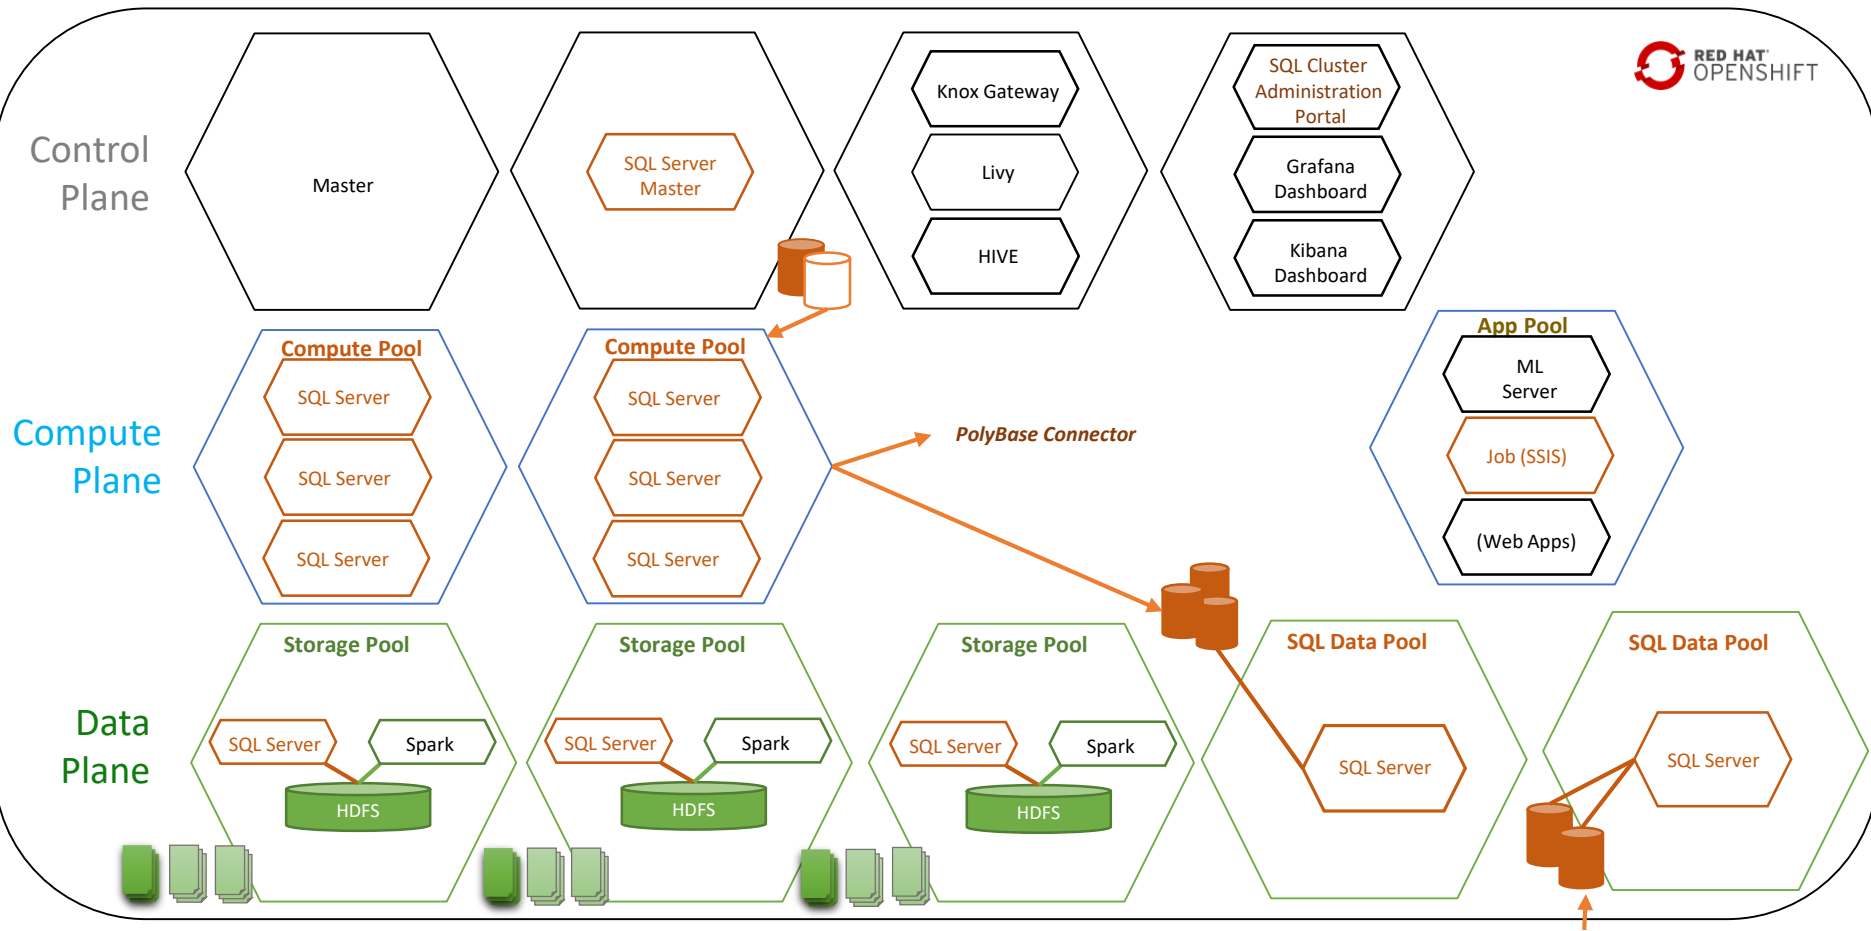 RED HAT
OPENSHIFT
Control
Plane
Master
SQL Server
Master
Knox Gateway
Livy
HIVE
SQL Cluster
Administration
Portal
Grafana
Dashboard
Kibana
Dashboard
Compute
Plane
Compute Pool
SQL Server
SQL Server
SQL Server
Compute Pool
SQL Server
SQL Server
SQL Server
PolyBase Connector
App Pool
ML
Server
Job (SSIS)
(Web Apps)
Data
Plane
Storage Pool
SQL Server
Spark
HDFS
Storage Pool
SQL Server
Spark
HDFS
Storage Pool
SQL Server
Spark
HDFS
SQL Data Pool
SQL Server
SQL Data Pool
SQL Server